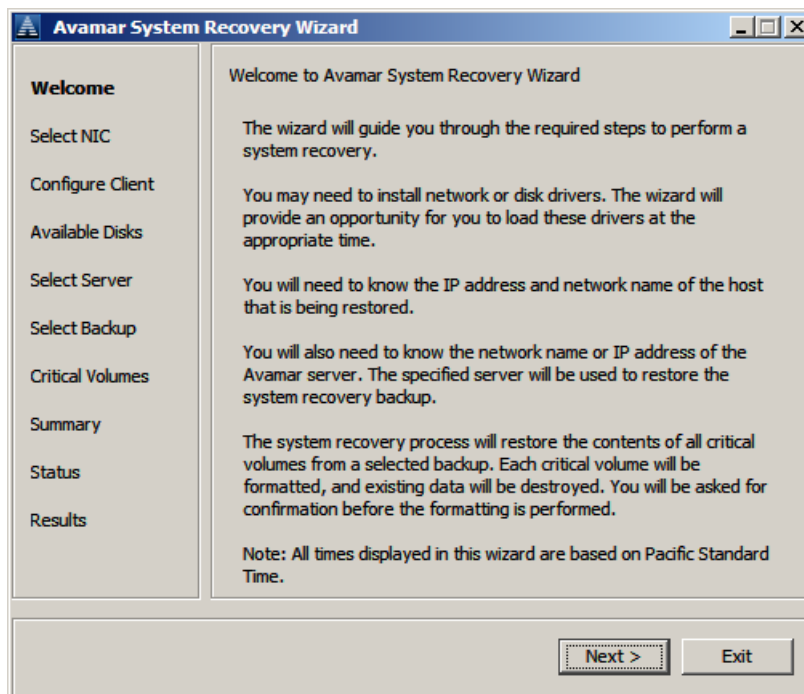 Avamar System Recovery Wizard
Welcome
Select NIC
Configure Client
Available Disks
Select Server
Select Backup
Critical Volumes
Summary
Status
Results
Welcome to Avamar System Recovery Wizard
The wizard will guide you through the required steps to perform a
system recovery.
You may need to install network or disk drivers. The wizard will
provide an opportunity for you to load these drivers at the
appropriate time.
You will need to know the IP address and network name of the host
that is being restored.
You will also need to know the network name or IP address of the
Avamar server. The specified server will be used to restore the
system recovery backup.
The system recovery process will restore the contents of all critical
volumes from a selected backup. Each critical volume will be
formatted, and existing data will be destroyed. You will be asked for
confirmation before the formatting is performed.
Note: All times displayed in this wizard are based on Pacific Standard
Time.
Next >
Exit